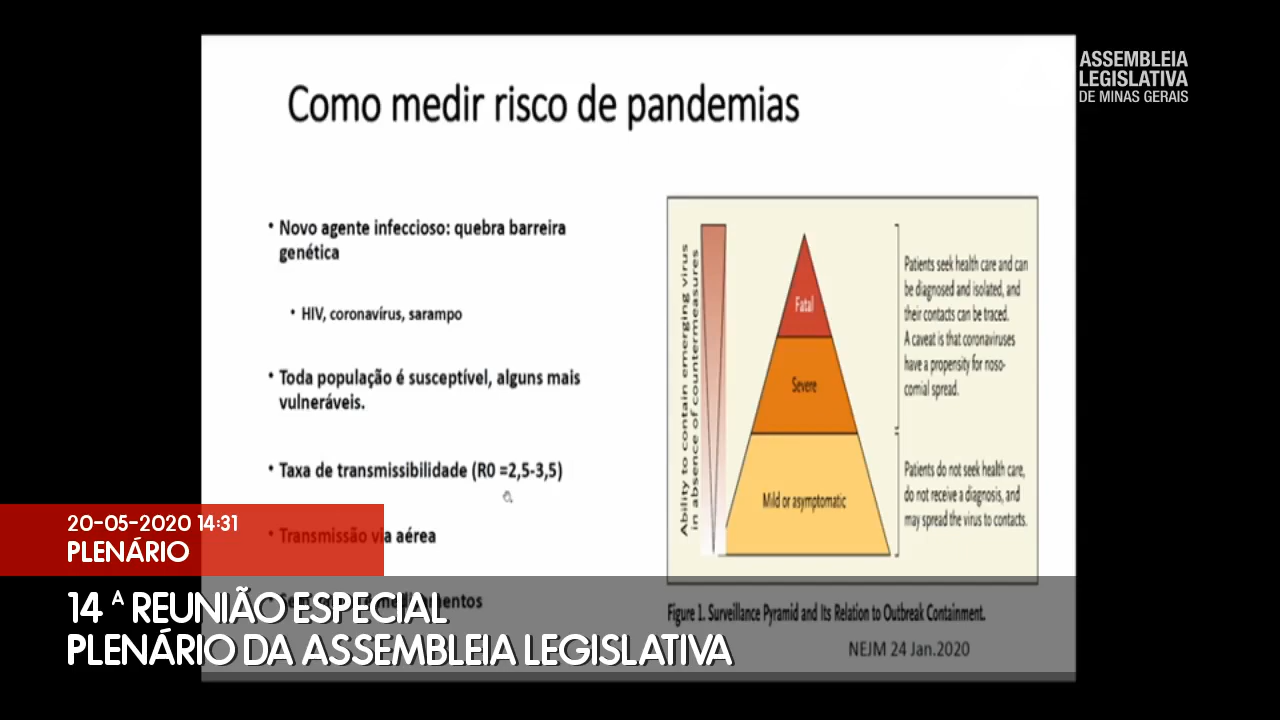 ASSEMBLEIA
LEGISLATIVA
DE MINAS GERAIS
Como medir risco de pandemias
• Novo agente infeccioso: quebra barreira
genética
• HIV, coronavírus, sarampo
• Toda população é susceptível, alguns mais
vulneráveis.
• Taxa de transmissibilidade (R0 =2,5-3,5)
• Transmissão via aérea
Ability to contain emerging virus
in absence of countermeasures
Fatal
Severe
Mild or asymptomatic
Patients seek health care and can
be diagnosed and isolated, and
their contacts can be traced.
A caveat is that coronaviruses
have a propensity for noso-
comial spread.
Patients do not seek health care,
do not receive a diagnosis, and
may spread the virus to contacts.
Figure 1. Surveillance Pyramid and Its Relation to Outbreak Containment.
NEJM 24 Jan.2020
20-05-2020 14:31
PLENÁRIO
14 ª REUNIÃO ESPECIAL
PLENÁRIO DA ASSEMBLEIA LEGISLATIVA